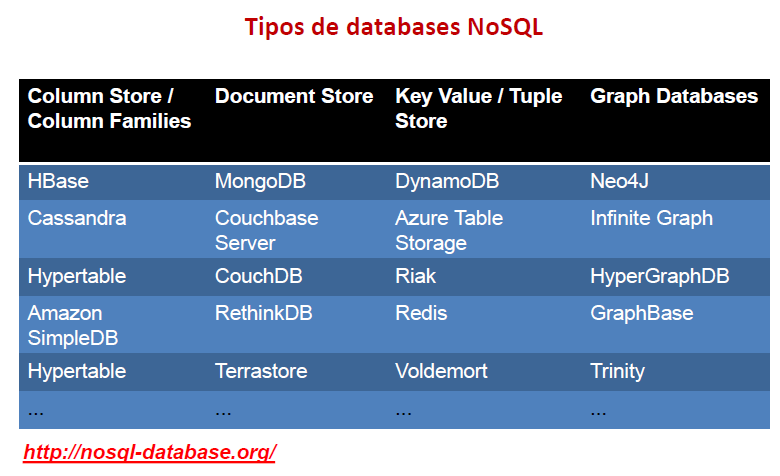 Tipos de databases NoSQL
Column Store / Document Store Key Value / Tuple Graph Databases
Column Families Store
HBase MongoDB DynamoDB Neo4J
Cassandra Couchbase Azure Table Infinite Graph
Server Storage
Hypertable CouchDB Riak HyperGraphDB
Amazon RethinkDB Redis GraphBase
SimpleDB
Hypertable Terrastore Voldemort Trinity
... ... ... ...
http://nosql-database.org/